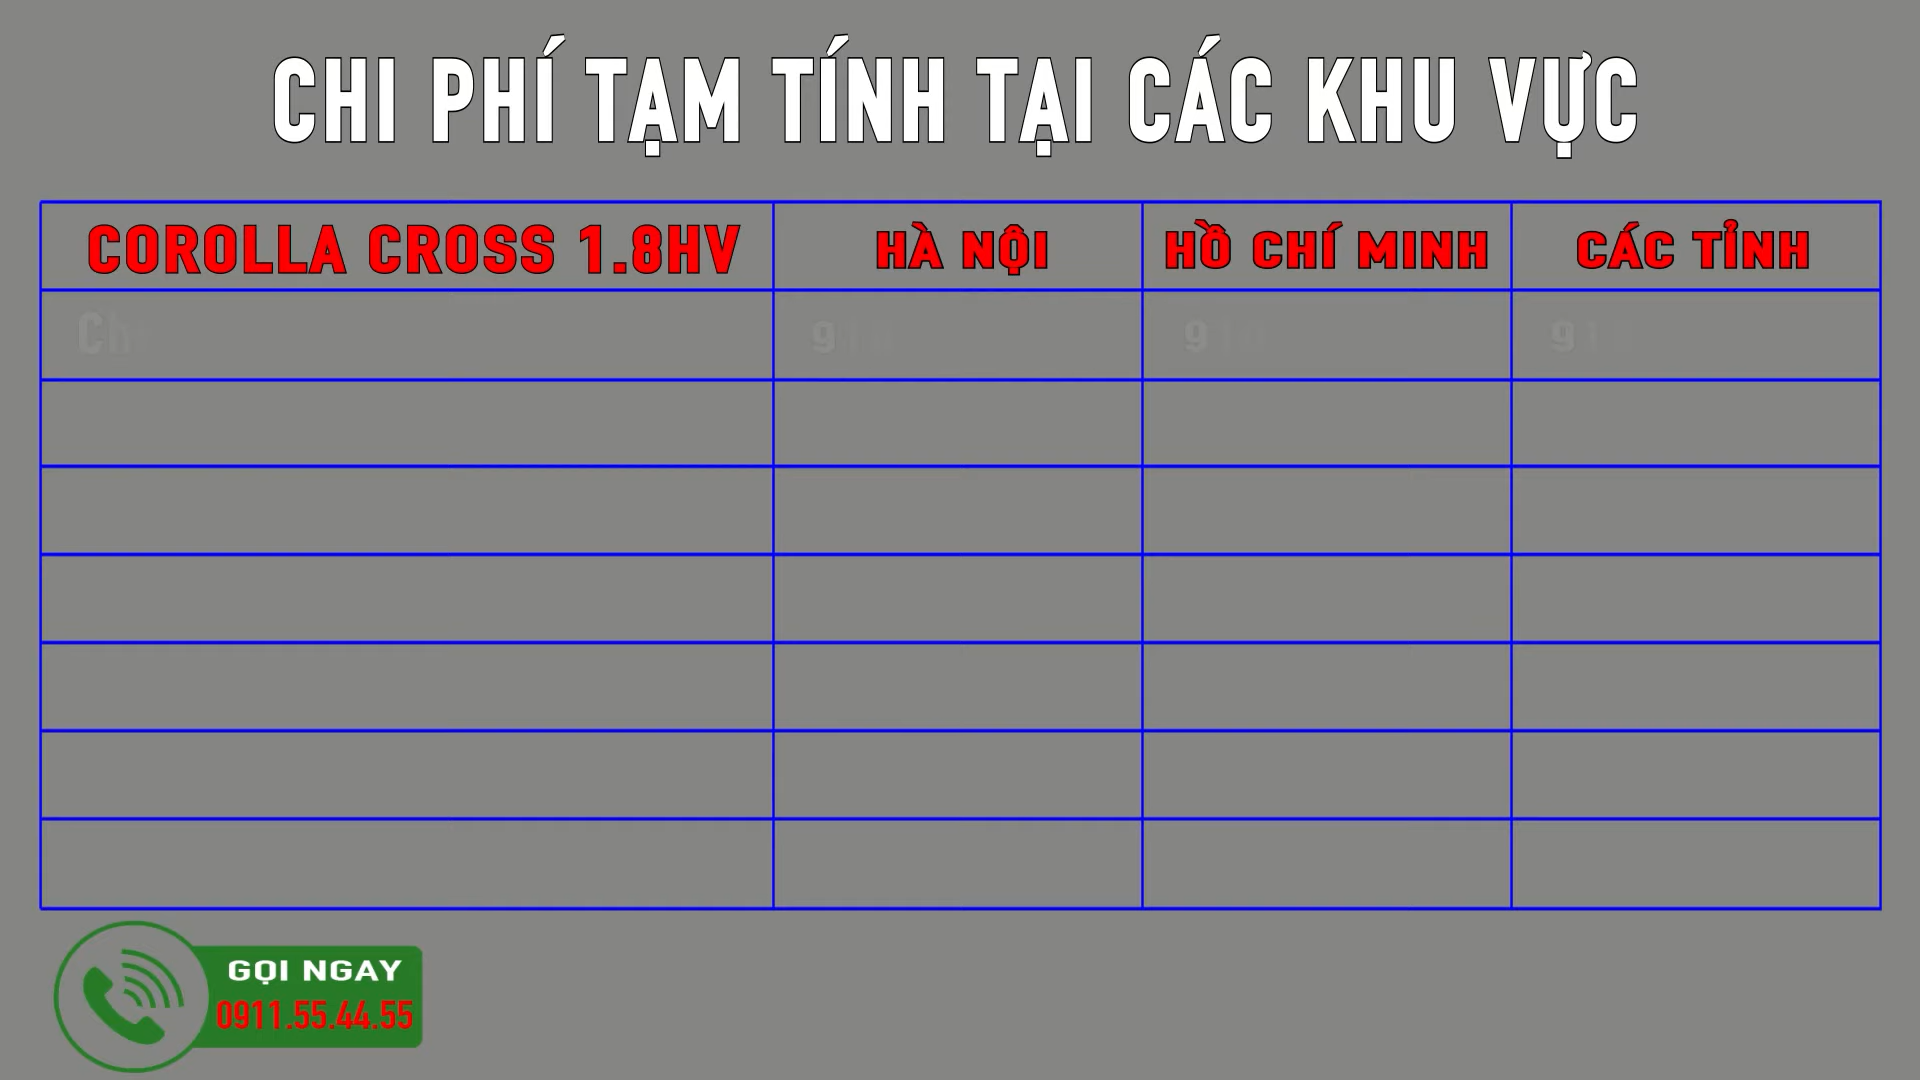 CHI PHÍ TẠM TÍNH TẠI CÁC KHU VỰC
COROLLA CROSS 1.8HV HÀ NỘI HỒ CHÍ MINH CÁC TỈNH
GỌI NGAY
0911.55.44.55